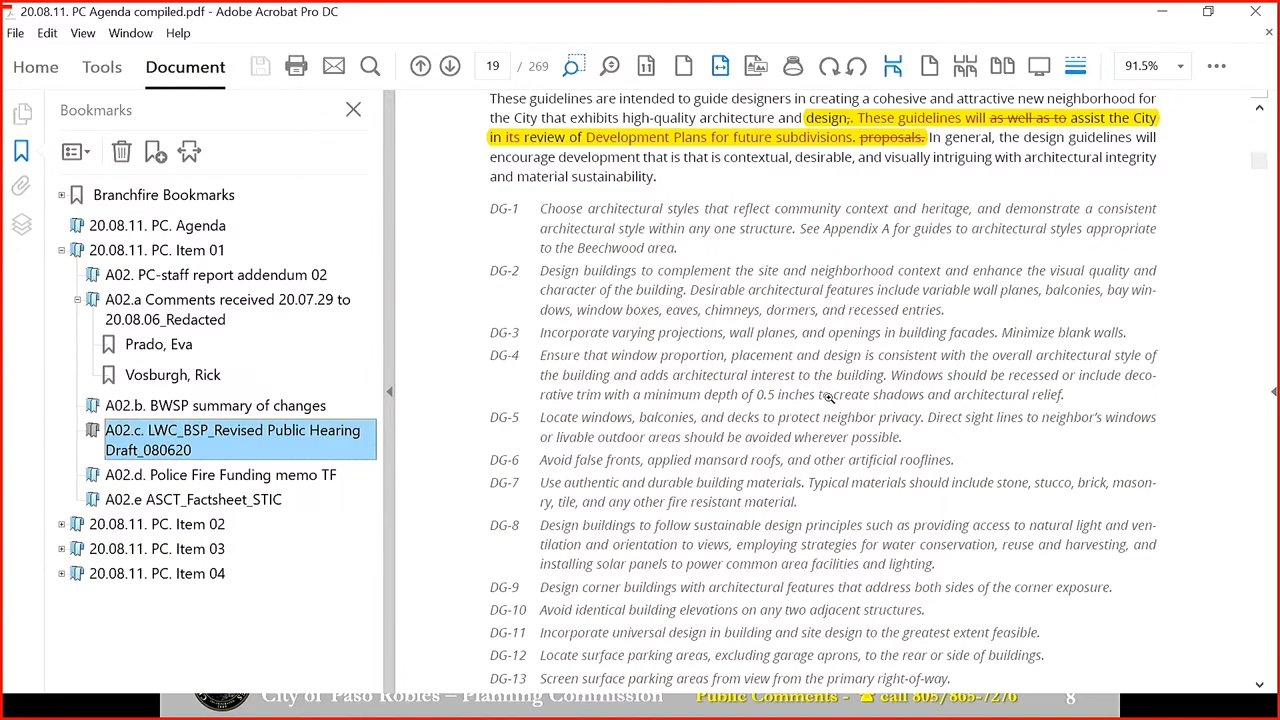 20.08.11. PC Agenda compiled.pdf - Adobe Acrobat Pro DC
File Edit View Window Help
Home Tools Document 19 / 269 91.5%
Bookmarks
Branchfire Bookmarks
20.08.11. PC. Agenda
20.08.11. PC. Item 01
A02. PC-staff report addendum 02
A02.a Comments received 20.07.29 to
20.08.06_Redacted
Prado, Eva
Vosburgh, Rick
A02.b. BWSP summary of changes
A02.c. LWC_BSP_Revised Public Hearing
Draft_080620
A02.d. Police Fire Funding memo TF
A02.e ASCT_Factsheet_STIC
20.08.11. PC. Item 02
20.08.11. PC. Item 03
20.08.11. PC. Item 04
These guidelines are intended to guide designers in creating a cohesive and attractive new neighborhood for
the City that exhibits high-quality architecture and design,. These guidelines will as well as to assist the City
in its review of Development Plans for future subdivisions. proposals. In general, the design guidelines will
encourage development that is that is contextual, desirable, and visually intriguing with architectural integrity
and material sustainability.
DG-1 Choose architectural styles that reflect community context and heritage, and demonstrate a consistent
architectural style within any one structure. See Appendix A for guides to architectural styles appropriate
to the Beechwood area.
DG-2 Design buildings to complement the site and neighborhood context and enhance the visual quality and
character of the building. Desirable architectural features include variable wall planes, balconies, bay win-
dows, window boxes, eaves, chimneys, dormers, and recessed entries.
DG-3 Incorporate varying projections, wall planes, and openings in building facades. Minimize blank walls.
DG-4 Ensure that window proportion, placement and design is consistent with the overall architectural style of
the building and adds architectural interest to the building. Windows should be recessed or include deco-
rative trim with a minimum depth of 0.5 inches to create shadows and architectural relief.
DG-5 Locate windows, balconies, and decks to protect neighbor privacy. Direct sight lines to neighbor's windows
or livable outdoor areas should be avoided wherever possible.
DG-6 Avoid false fronts, applied mansard roofs, and other artificial rooflines.
DG-7 Use authentic and durable building materials. Typical materials should include stone, stucco, brick, mason-
ry, tile, and any other fire resistant material.
DG-8 Design buildings to follow sustainable design principles such as providing access to natural light and ven-
tilation and orientation to views, employing strategies for water conservation, reuse and harvesting, and
installing solar panels to power common area facilities and lighting.
DG-9 Design corner buildings with architectural features that address both sides of the corner exposure.
DG-10 Avoid identical building elevations on any two adjacent structures.
DG-11 Incorporate universal design in building and site design to the greatest extent feasible.
DG-12 Locate surface parking areas, excluding garage aprons, to the rear or side of buildings.
DG-13 Screen surface parking areas from view from the primary right-of-way.
City of Paso Robles – Planning Commission Public Comments - ☎ call 805/865-7276 8